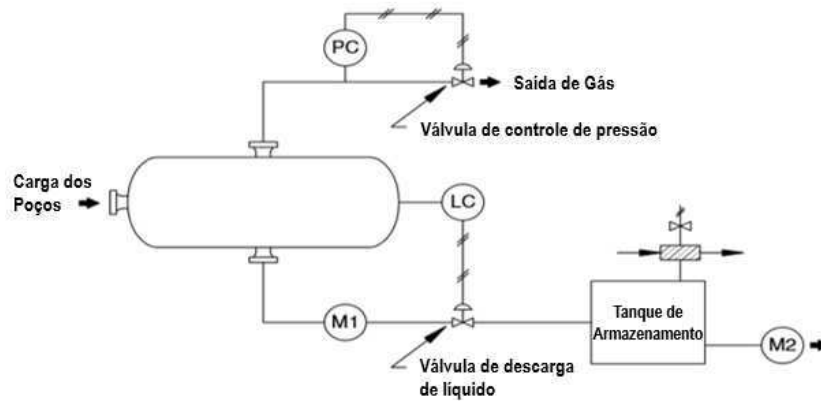 PC
Saída de Gás
Válvula de controle de pressão
Carga dos
Poços
LC
Tanque de
Armazenamento
M1
M2
Válvula de descarga
de líquido